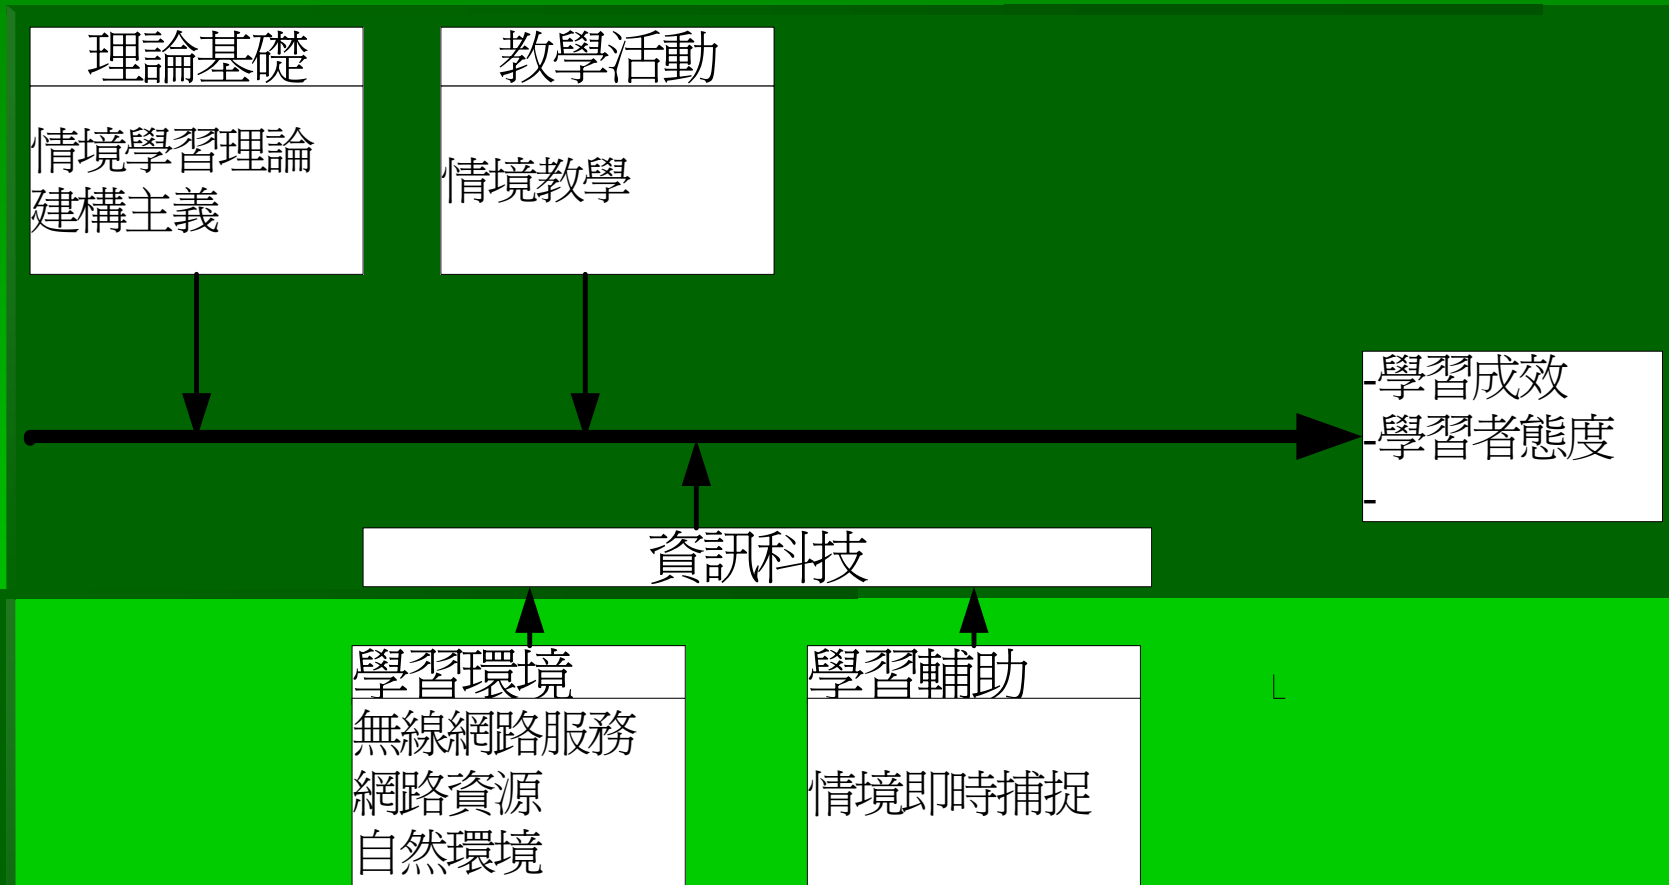 理論基礎
情境學習理論
建構主義
教學活動
情境教學
-學習成效
-學習者態度
-
資訊科技
學習環境
無線網路服務
網路資源
自然環境
學習輔助
情境即時捕捉